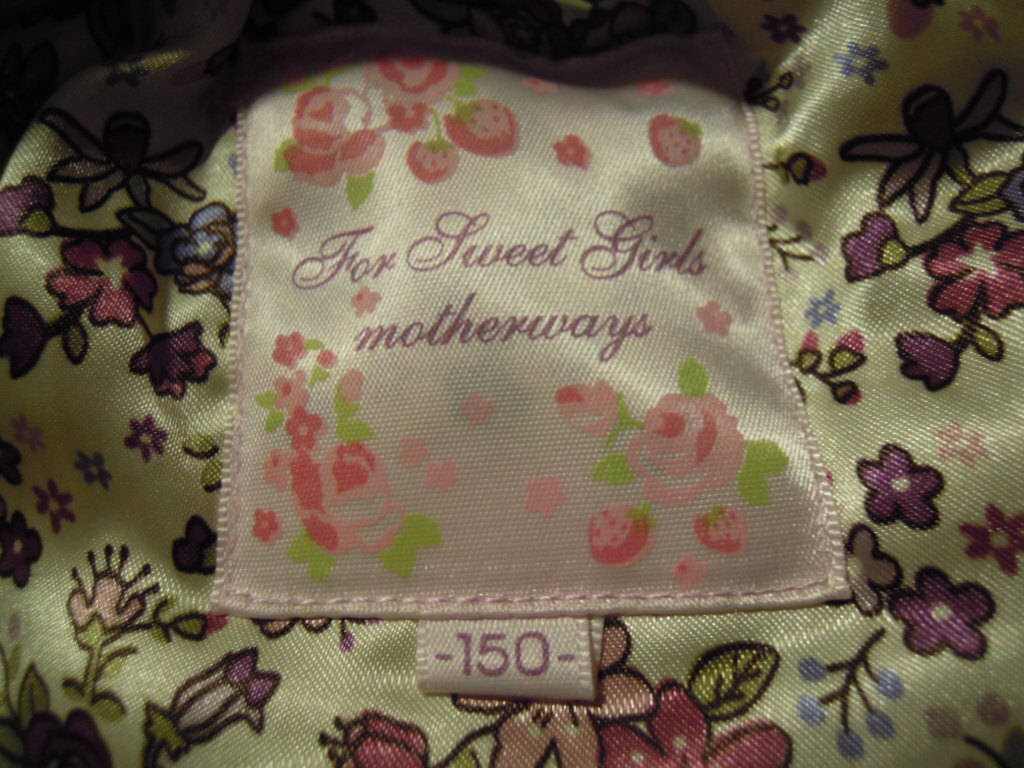 For Sweet Girls
motherways
-150-